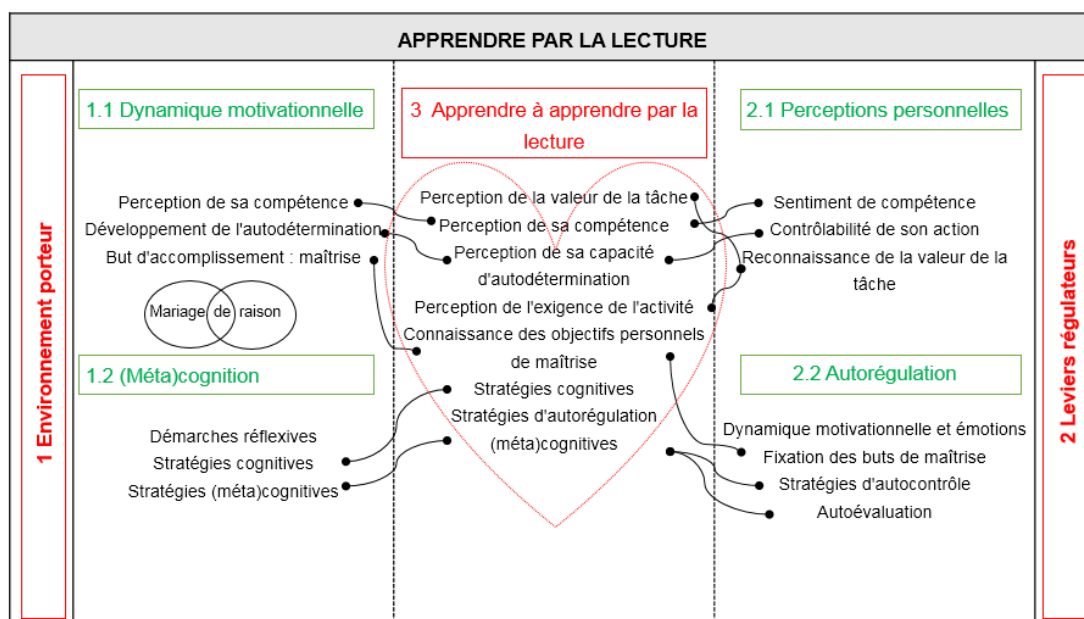 APPRENDRE PAR LA LECTURE
1 Environnement porteur
1.1 Dynamique motivationnelle
Perception de sa compétence
Développement de l'autodétermination
But d'accomplissement : maîtrise
Mariage de raison
1.2 (Méta)cognition
Démarches réflexives
Stratégies cognitives
Stratégies (méta)cognitives
3 Apprendre à apprendre par la
lecture
Perception de la valeur de la tâche
Perception de sa compétence
Perception de sa capacité
d'autodétermination
Perception de l'exigence de l'activité
Connaissance des objectifs personnels
de maîtrise
Stratégies cognitives
Stratégies d'autorégulation
(méta)cognitives
2.1 Perceptions personnelles
Sentiment de compétence
Contrôlabilité de son action
Reconnaissance de la valeur de la
tâche
2.2 Autorégulation
Dynamique motivationnelle et émotions
Fixation des buts de maîtrise
Stratégies d'autocontrôle
Autoévaluation
2 Leviers régulateurs